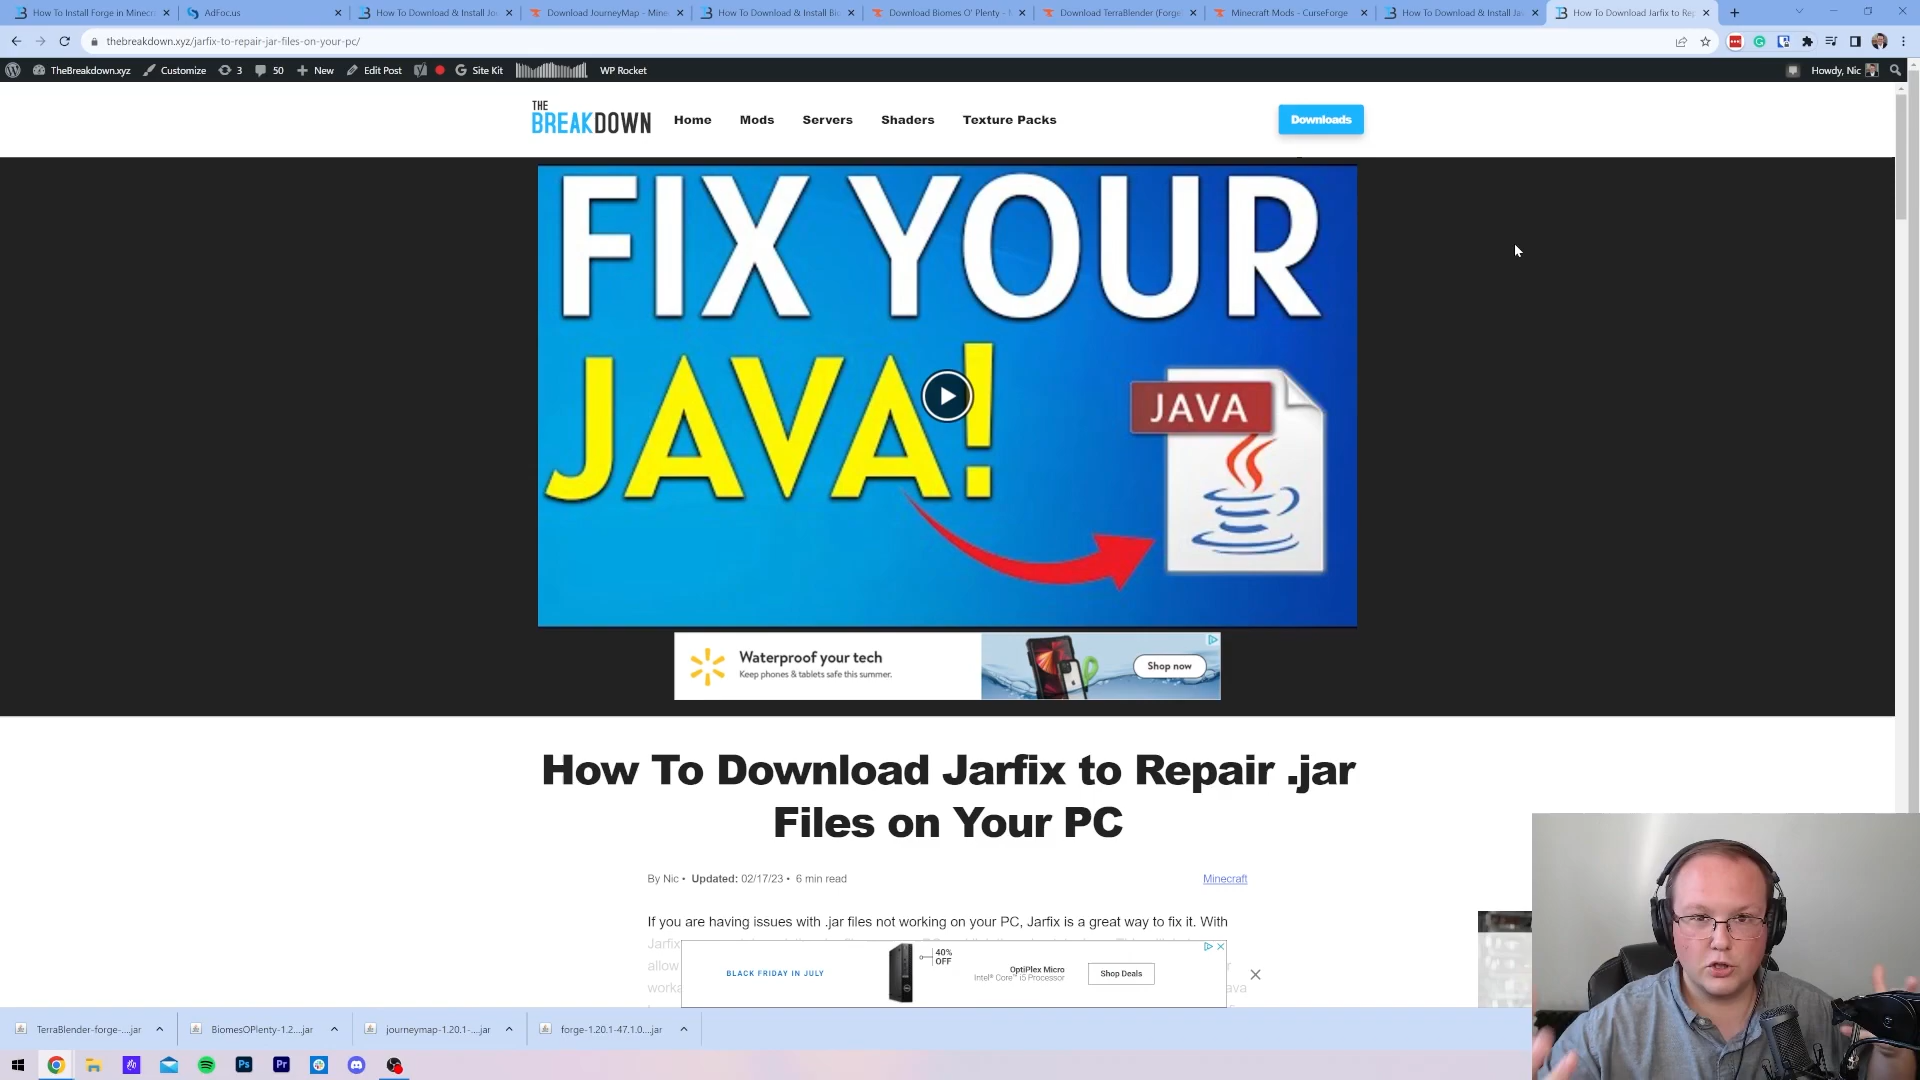 How To Install Forge in Minecr
AdFoc.us
How To Download & Install Jo
Download JourneyMap - Mine
How To Download & Install Bi
Download Biomes O' Plenty -
Download TerraBlender (Forge
Minecraft Mods - CurseForge
How To Download & Install Ja
How To Download Jarfix to Rep
thebreakdown.xyz/jarfix-to-repair-jar-files-on-your-pc/
TheBreakdown.xyz
Customize
3
50
New
Edit Post
Site Kit
WP Rocket
Howdy, Nic
THE
BREAKDOWN
Home
Mods
Servers
Shaders
Texture Packs
Downloads
FIX YOUR
JAVA!
JAVA
Waterproof your tech
Keep phones & tablets safe this summer.
Shop now
How To Download Jarfix to Repair .jar
Files on Your PC
By Nic • Updated: 02/17/23 • 6 min read
Minecraft
If you are having issues with .jar files not working on your PC, Jarfix is a great way to fix it. With
allow
BLACK FRIDAY IN JULY
40%
OFF
OptiPlex Micro
Intel® Core™ i5 Processor
Shop Deals
TerraBlender-forge-....jar
BiomesOPlenty-1.2....jar
journeymap-1.20.1-....jar
forge-1.20.1-47.1.0....jar
Ps
Pr